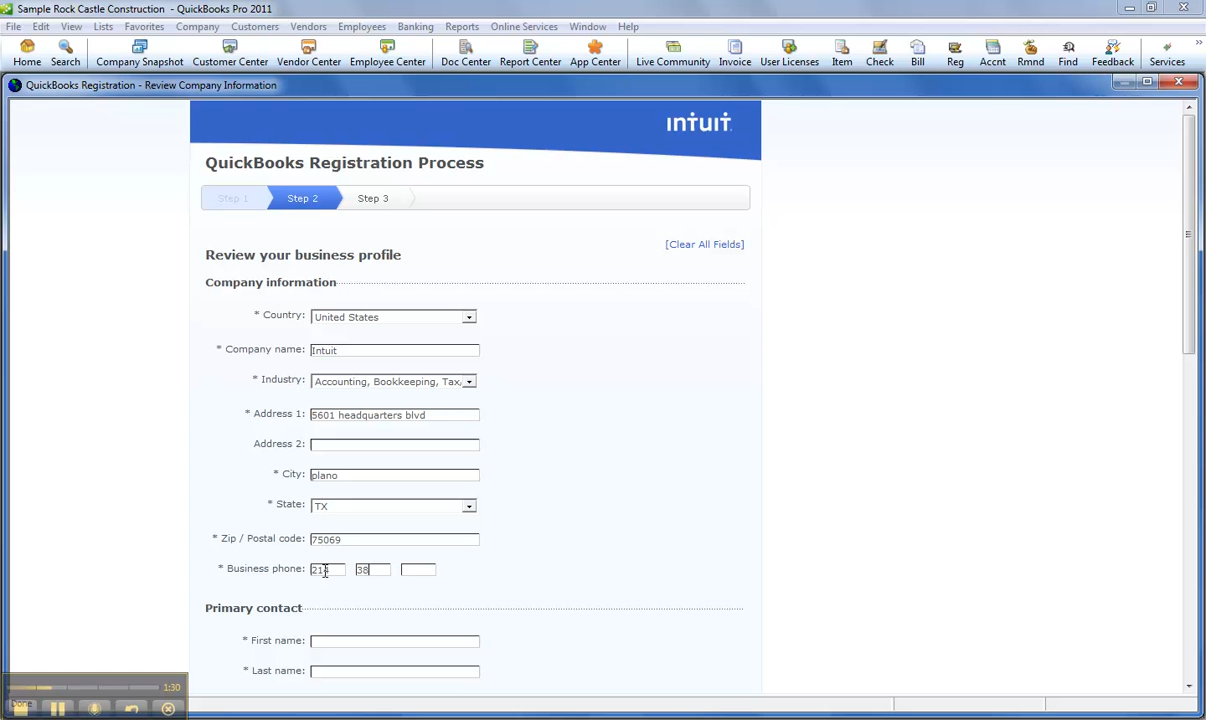 Sample Rock Castle Construction - QuickBooks Pro 2011
File Edit View Lists Favorites Company Customers Vendors Employees Banking Reports Online Services Window Help
Home Search Company Snapshot Customer Center Vendor Center Employee Center Doc Center Report Center App Center Live Community Invoice User Licenses Item Check Bill Reg Accnt Rmnd Find Feedback Services
QuickBooks Registration - Review Company Information
intuit
QuickBooks Registration Process
Step 1 Step 2 Step 3
[Clear All Fields]
Review your business profile
Company information
* Country: United States
* Company name: Intuit
* Industry: Accounting, Bookkeeping, Tax,
* Address 1: 5601 headquarters blvd
Address 2:
* City: plano
* State: TX
* Zip / Postal code: 75069
* Business phone: 214 38
Primary contact
* First name:
* Last name:
1:30
Done